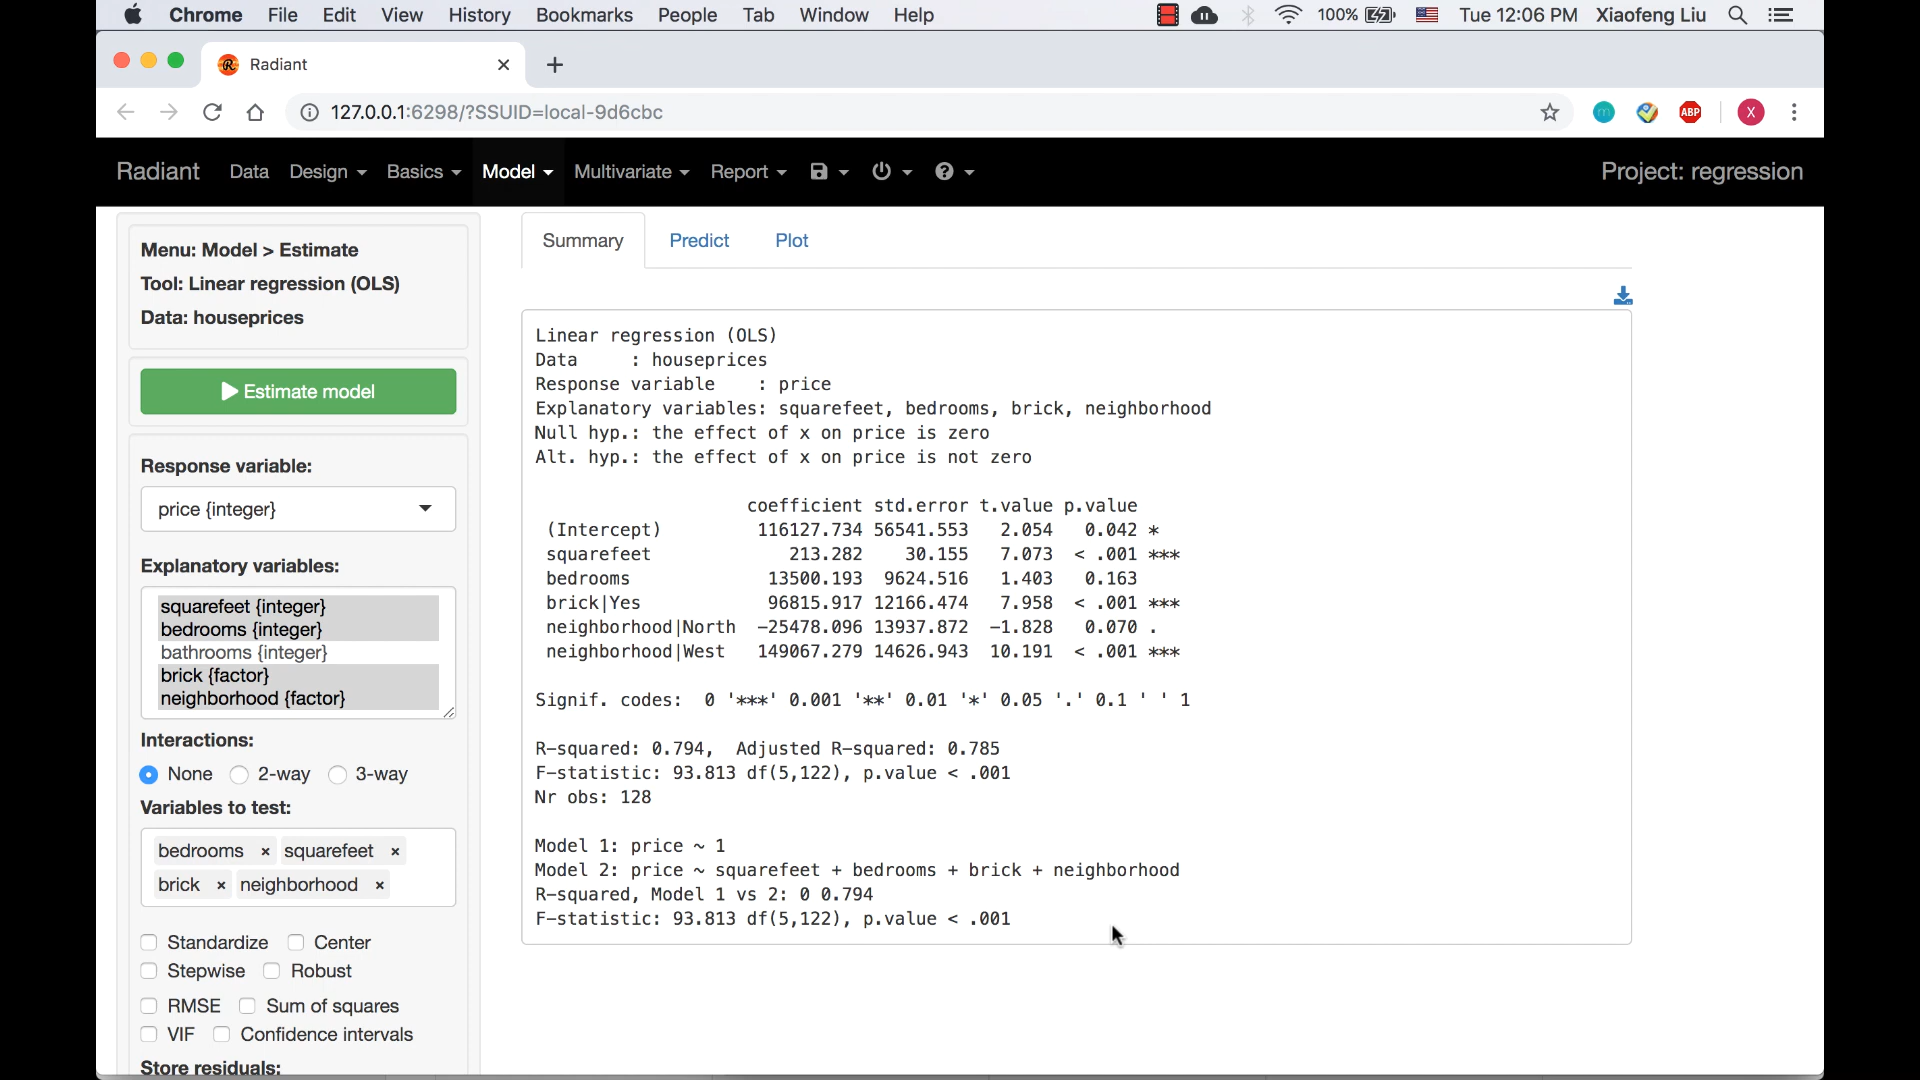 Chrome File Edit View History Bookmarks People Tab Window Help 100% Tue 12:06 PM Xiaofeng Liu
Radiant
127.0.0.1:6298/?SSUID=local-9d6cbc m ABP X
Radiant Data Design Basics Model Multivariate Report Project: regression
Menu: Model > Estimate
Tool: Linear regression (OLS)
Data: houseprices
Estimate model
Response variable:
price {integer}
Explanatory variables:
squarefeet {integer}
bedrooms {integer}
bathrooms {integer}
brick {factor}
neighborhood {factor}
Interactions:
None 2-way 3-way
Variables to test:
bedrooms × squarefeet ×
brick × neighborhood ×
Standardize Center
Stepwise Robust
RMSE Sum of squares
VIF Confidence intervals
Store residuals:
Summary Predict Plot
Linear regression (OLS)
Data : houseprices
Response variable : price
Explanatory variables: squarefeet, bedrooms, brick, neighborhood
Null hyp.: the effect of x on price is zero
Alt. hyp.: the effect of x on price is not zero
coefficient std.error t.value p.value
(Intercept) 116127.734 56541.553 2.054 0.042 *
squarefeet 213.282 30.155 7.073 < .001 ***
bedrooms 13500.193 9624.516 1.403 0.163
brick|Yes 96815.917 12166.474 7.958 < .001 ***
neighborhood|North -25478.096 13937.872 -1.828 0.070 .
neighborhood|West 149067.279 14626.943 10.191 < .001 ***
Signif. codes: 0 '***' 0.001 '**' 0.01 '*' 0.05 '.' 0.1 ' ' 1
R-squared: 0.794, Adjusted R-squared: 0.785
F-statistic: 93.813 df(5,122), p.value < .001
Nr obs: 128
Model 1: price ~ 1
Model 2: price ~ squarefeet + bedrooms + brick + neighborhood
R-squared, Model 1 vs 2: 0 0.794
F-statistic: 93.813 df(5,122), p.value < .001